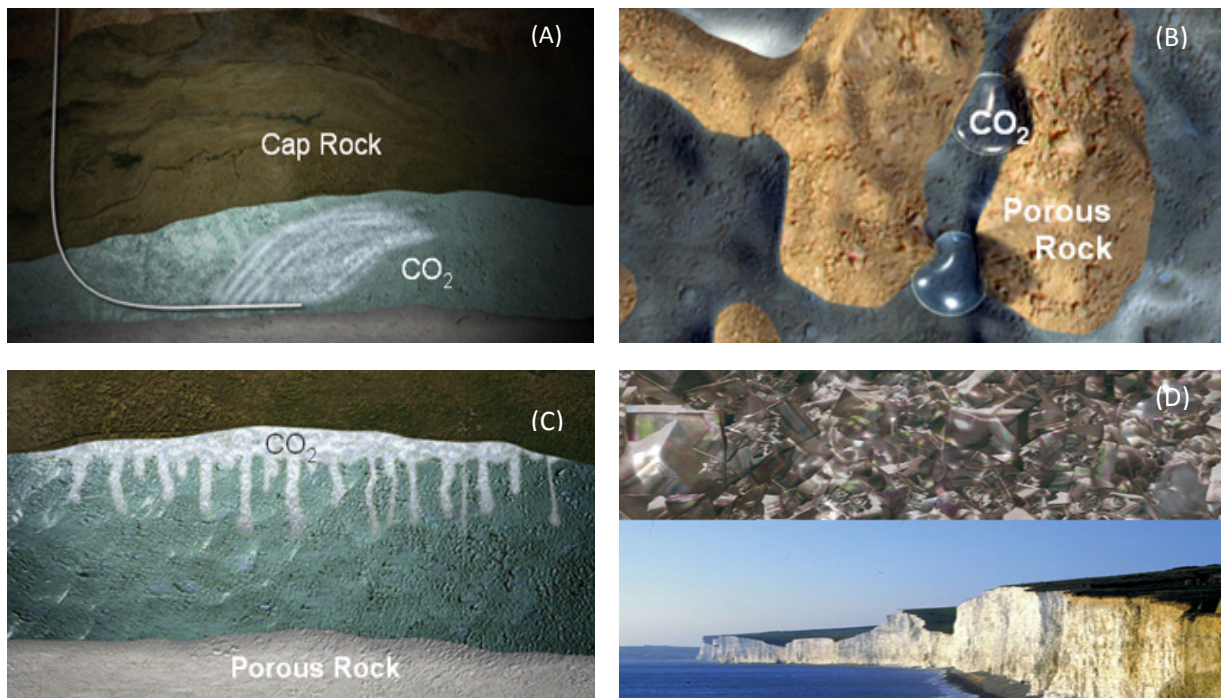 (A)
Cap Rock
CO₂
(B)
CO₂
Porous
Rock
(C)
CO₂
Porous Rock
(D)